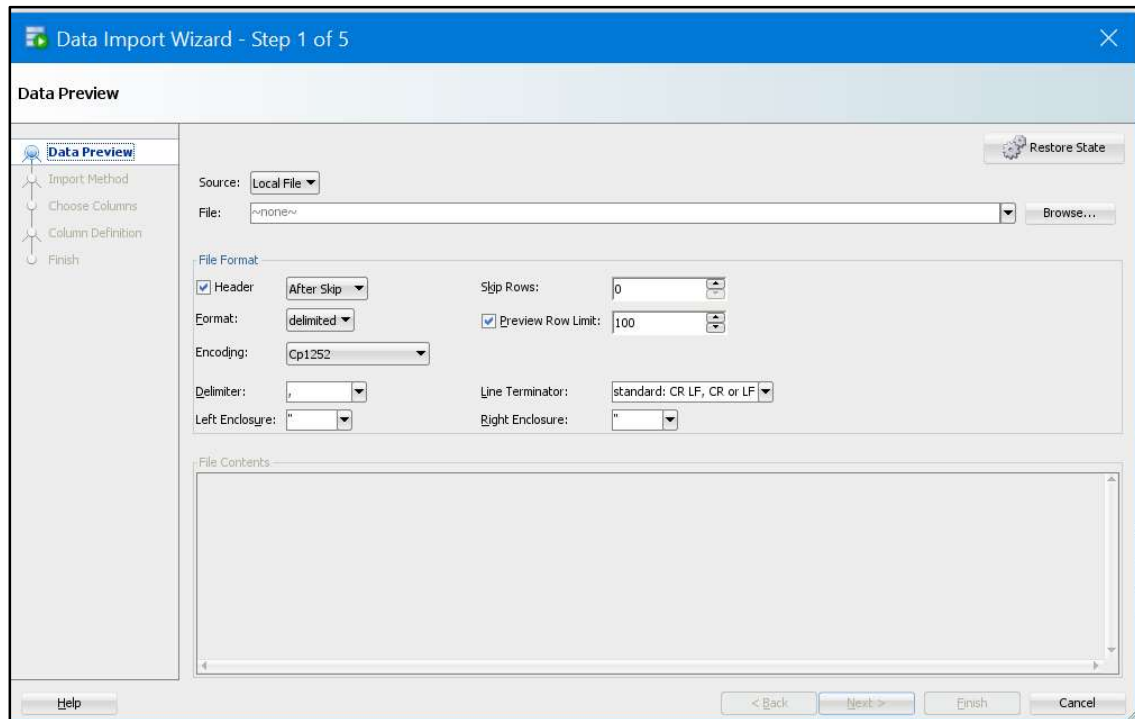 Data Import Wizard - Step 1 of 5
Data Preview
Data Preview
Import Method
Choose Columns
Column Definition
Finish
Restore State
Source: Local File
File: ~none~ Browse...
File Format
Header After Skip Skip Rows: 0
Format: delimited Preview Row Limit: 100
Encoding: Cp1252
Delimiter: , Line Terminator: standard: CR LF, CR or LF
Left Enclosure: " Right Enclosure: "
File Contents
Help < Back Next > Finish Cancel